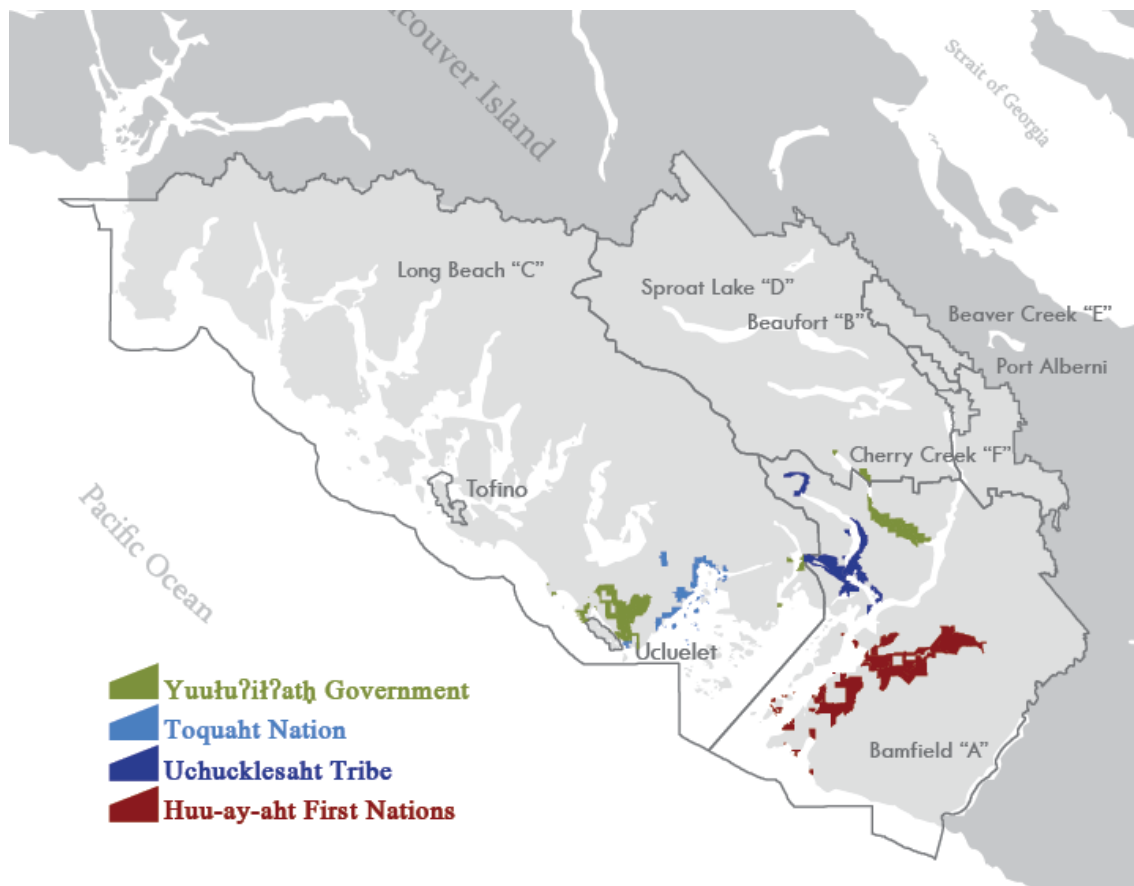 ncouver Island
Strait of Georgia
Long Beach “C”
Sproat Lake “D”
Beaufort “B”
Beaver Creek “E”
Port Alberni
Cherry Creek “F”
Tofino
Pacific Ocean
Ucluelet
Bamfield “A”
Yuułuʔiłʔatḥ Government
Toquaht Nation
Uchucklesaht Tribe
Huu-ay-aht First Nations